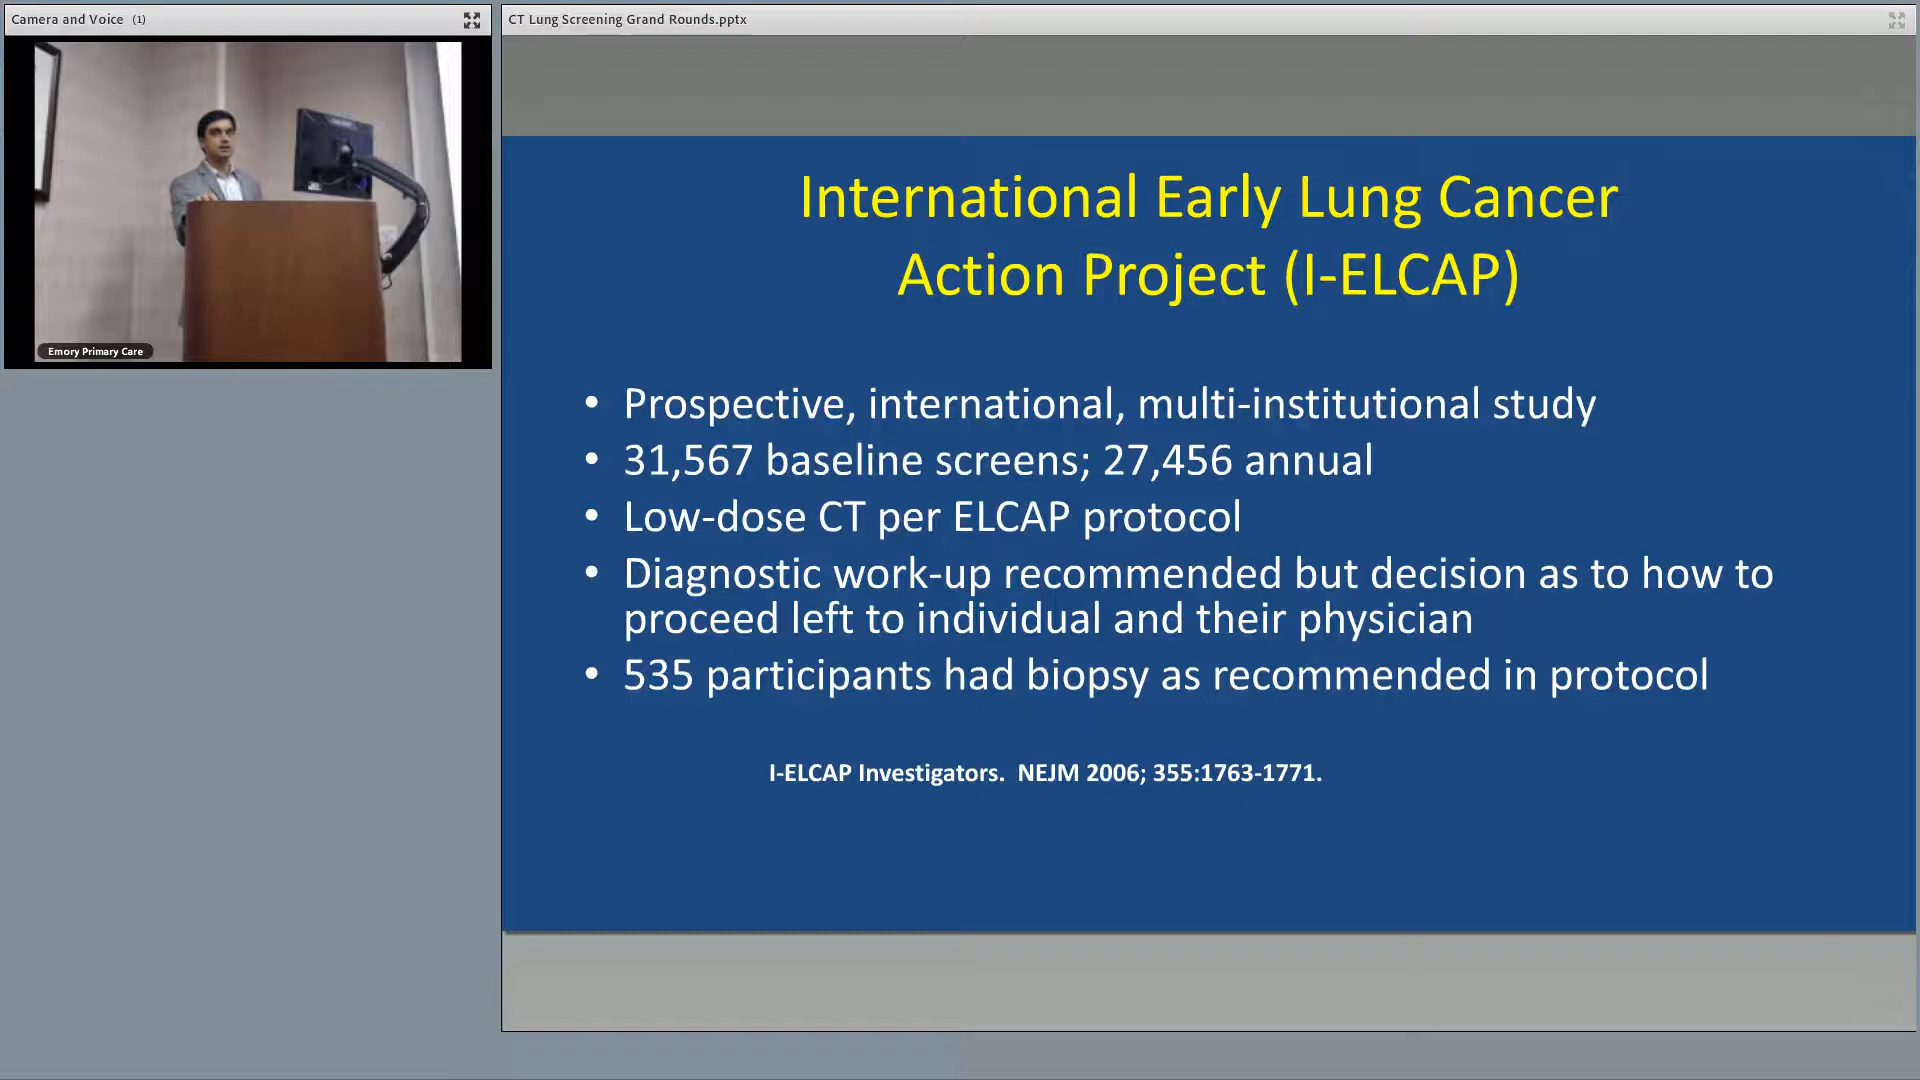 Camera and Voice (1)
CT Lung Screening Grand Rounds.pptx
Emory Primary Care
International Early Lung Cancer
Action Project (I-ELCAP)
• Prospective, international, multi-institutional study
• 31,567 baseline screens; 27,456 annual
• Low-dose CT per ELCAP protocol
• Diagnostic work-up recommended but decision as to how to
proceed left to individual and their physician
• 535 participants had biopsy as recommended in protocol
I-ELCAP Investigators. NEJM 2006; 355:1763-1771.